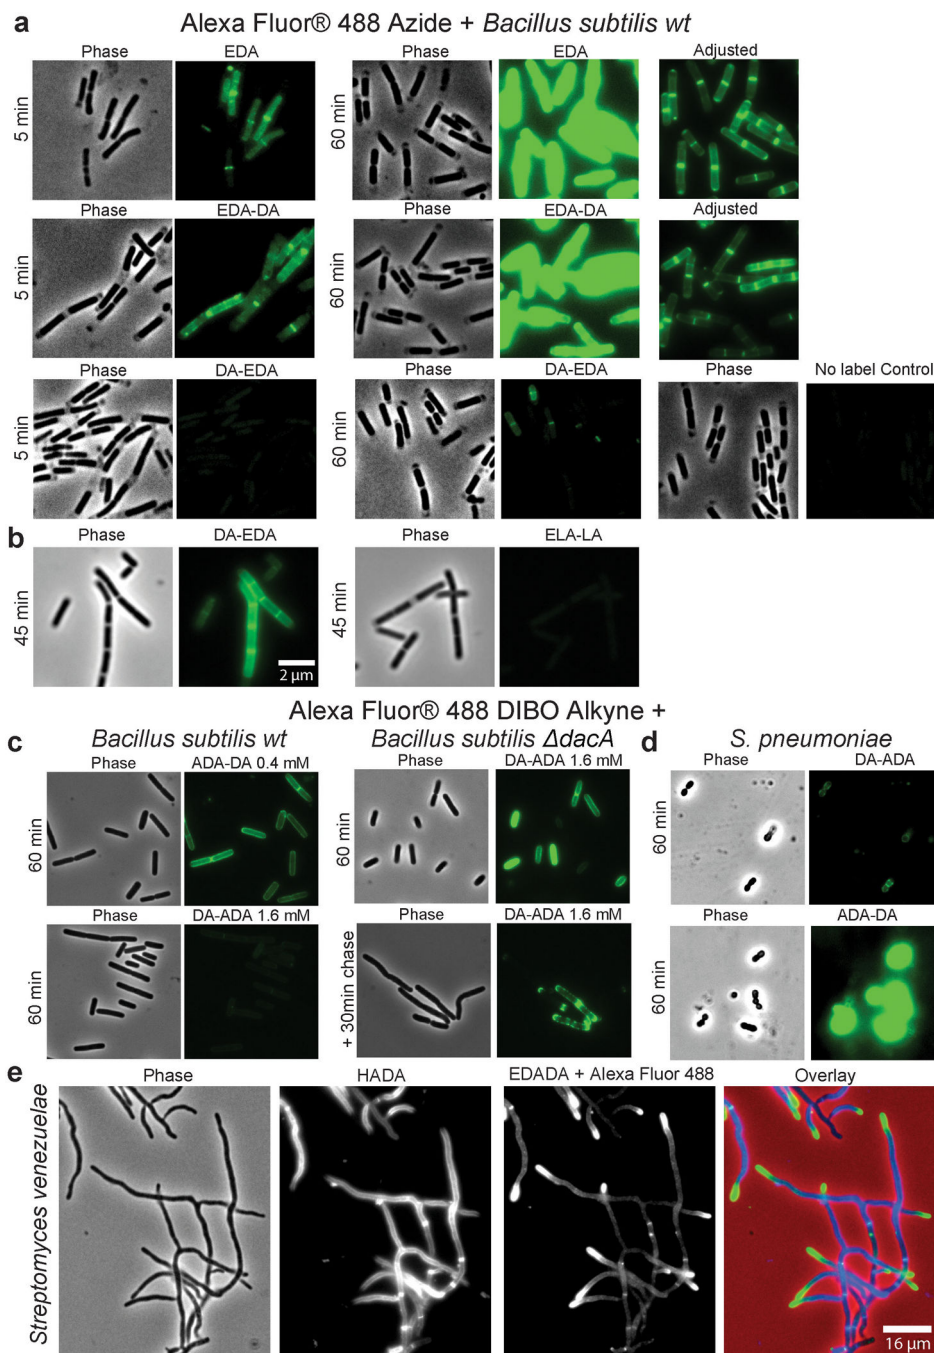 a
Alexa Fluor® 488 Azide + Bacillus subtilis wt
Phase EDA Phase EDA Adjusted
5 min 60 min
Phase EDA-DA Phase EDA-DA Adjusted
5 min 60 min
Phase DA-EDA Phase DA-EDA Phase No label Control
5 min 60 min
b
Phase DA-EDA Phase ELA-LA
45 min 45 min
2 µm
Alexa Fluor® 488 DIBO Alkyne +
c Bacillus subtilis wt Bacillus subtilis ΔdacA d S. pneumoniae
Phase ADA-DA 0.4 mM Phase DA-ADA 1.6 mM Phase DA-ADA
60 min 60 min 60 min
Phase DA-ADA 1.6 mM Phase DA-ADA 1.6 mM Phase ADA-DA
60 min + 30min chase 60 min
e Phase HADA EDADA + Alexa Fluor 488 Overlay
Streptomyces venezuelae
16 µm